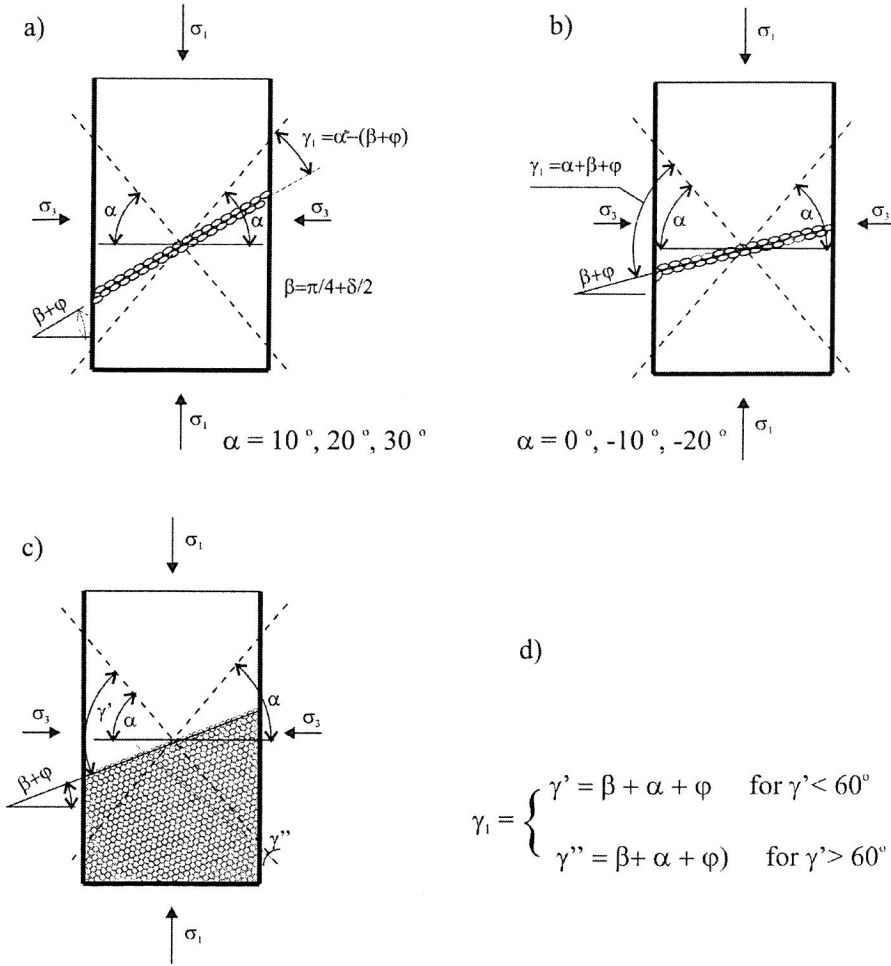 a)
σ₁
γ₁ =α-(β+φ)
α
α
σ₃
σ₃
β=π/4+δ/2
β+φ
σ₁
α = 10 °, 20 °, 30 °
b)
σ₁
γ₁ =α+β+φ
σ₃
α
α
σ₃
β+φ
σ₁
α = 0 °, -10 °, -20 °
c)
σ₁
γ’
α
α
σ₃
σ₃
β+φ
γ’’
σ₁
d)
γ₁ = {
γ’ = β + α + φ for γ’< 60°
γ’’ = β+ α + φ) for γ’> 60°